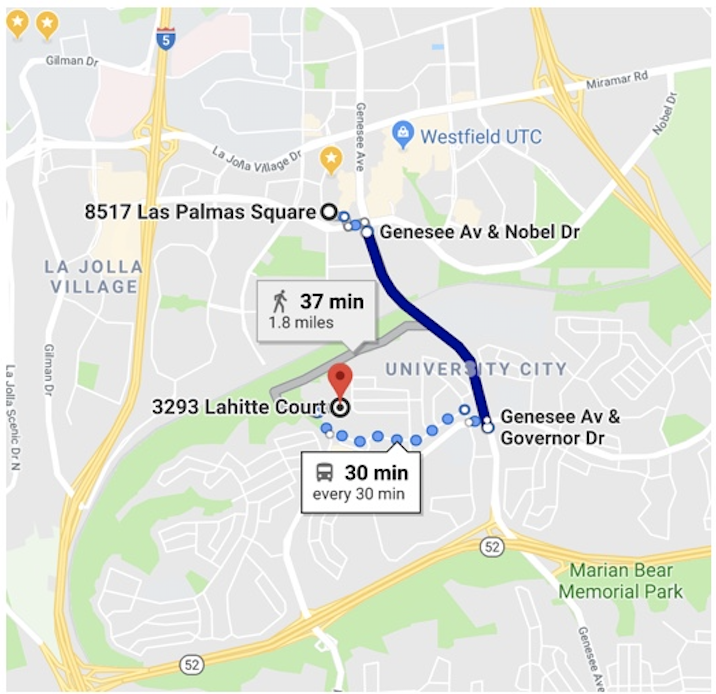 5
Gilman Dr
Miramar Rd
Nobel Dr
Genesee Ave
Westfield UTC
La Jolla Village Dr
8517 Las Palmas Square
Genesee Av & Nobel Dr
LA JOLLA
VILLAGE
37 min
1.8 miles
Gilman Dr
La Jolla Scenic Dr N
UNIVERSITY CITY
3293 Lahitte Court
Genesee Av &
Governor Dr
30 min
every 30 min
52
Marian Bear
Memorial Park
Genesee Ave
52